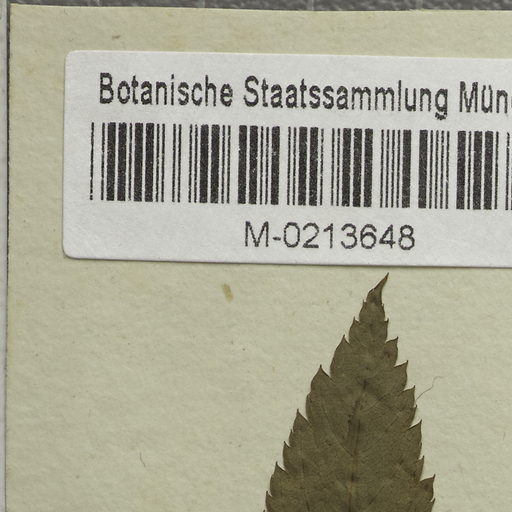 Botanische Staatssammlung Mün
M-0213648